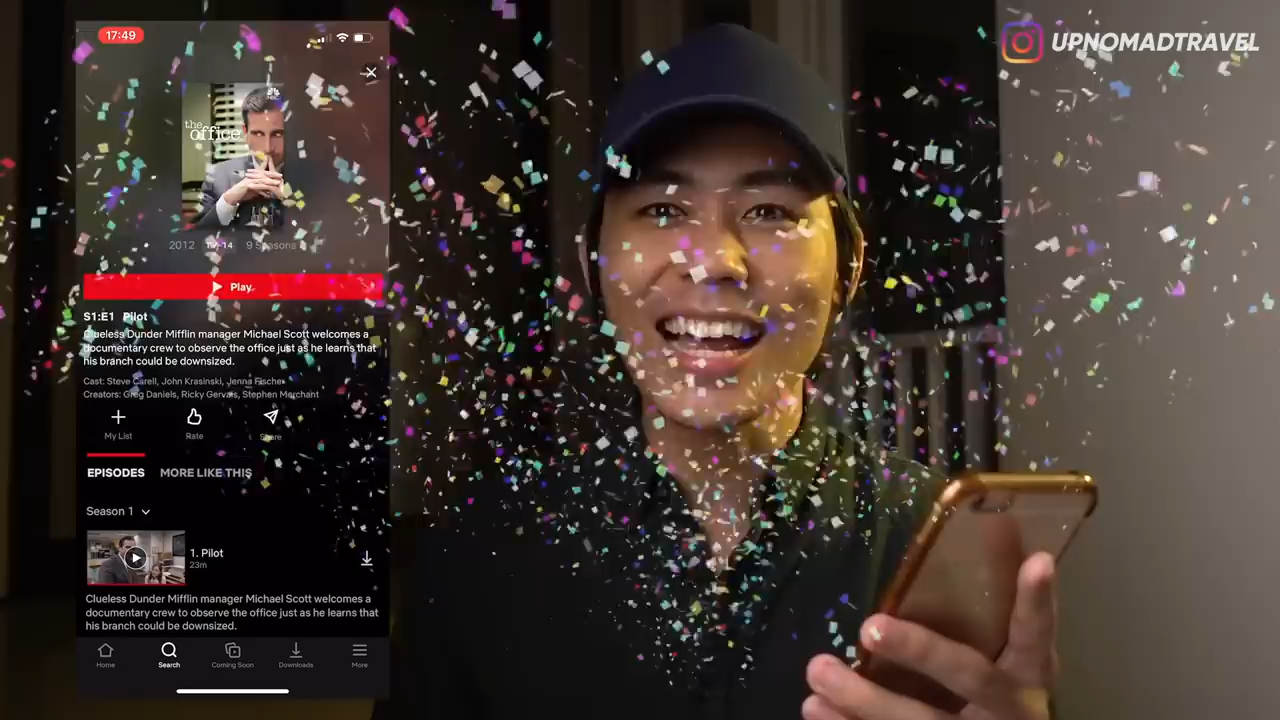 17:49
UPNOMADTRAVEL
NBC
the
office
2012 TV-14 9 Seasons
Play
S1:E1 Pilot
Clueless Dunder Mifflin manager Michael Scott welcomes a
documentary crew to observe the office just as he learns that
his branch could be downsized.
Cast: Steve Carell, John Krasinski, Jenna Fischer
Creators: Greg Daniels, Ricky Gervais, Stephen Merchant
My List
Rate
Share
EPISODES
MORE LIKE THIS
Season 1
1. Pilot
23m
Clueless Dunder Mifflin manager Michael Scott welcomes a
documentary crew to observe the office just as he learns that
his branch could be downsized.
Home
Search
Coming Soon
Downloads
More